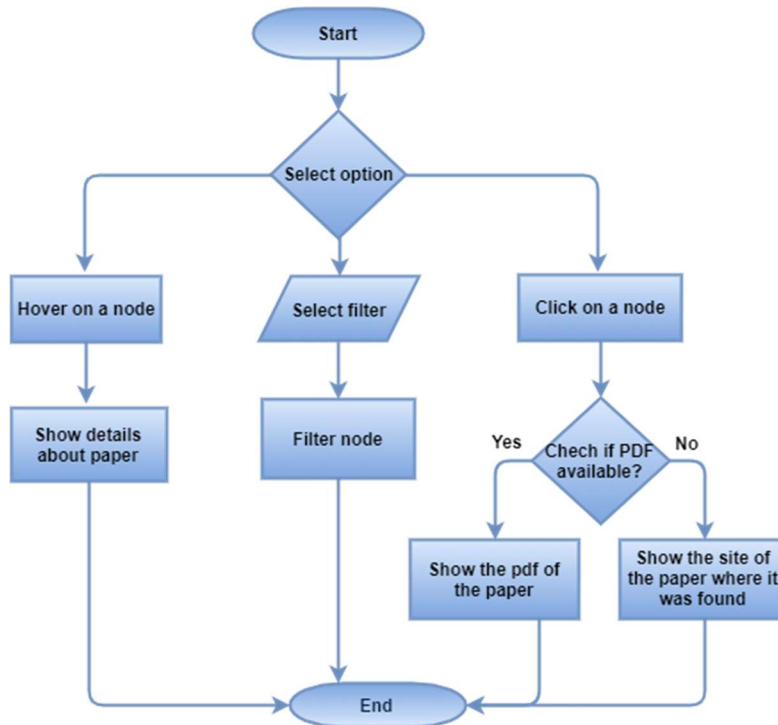 Start
Select option
Hover on a node
Select filter
Click on a node
Show details
about paper
Filter node
Yes
Chech if PDF
available?
No
Show the pdf of
the paper
Show the site of
the paper where it
was found
End